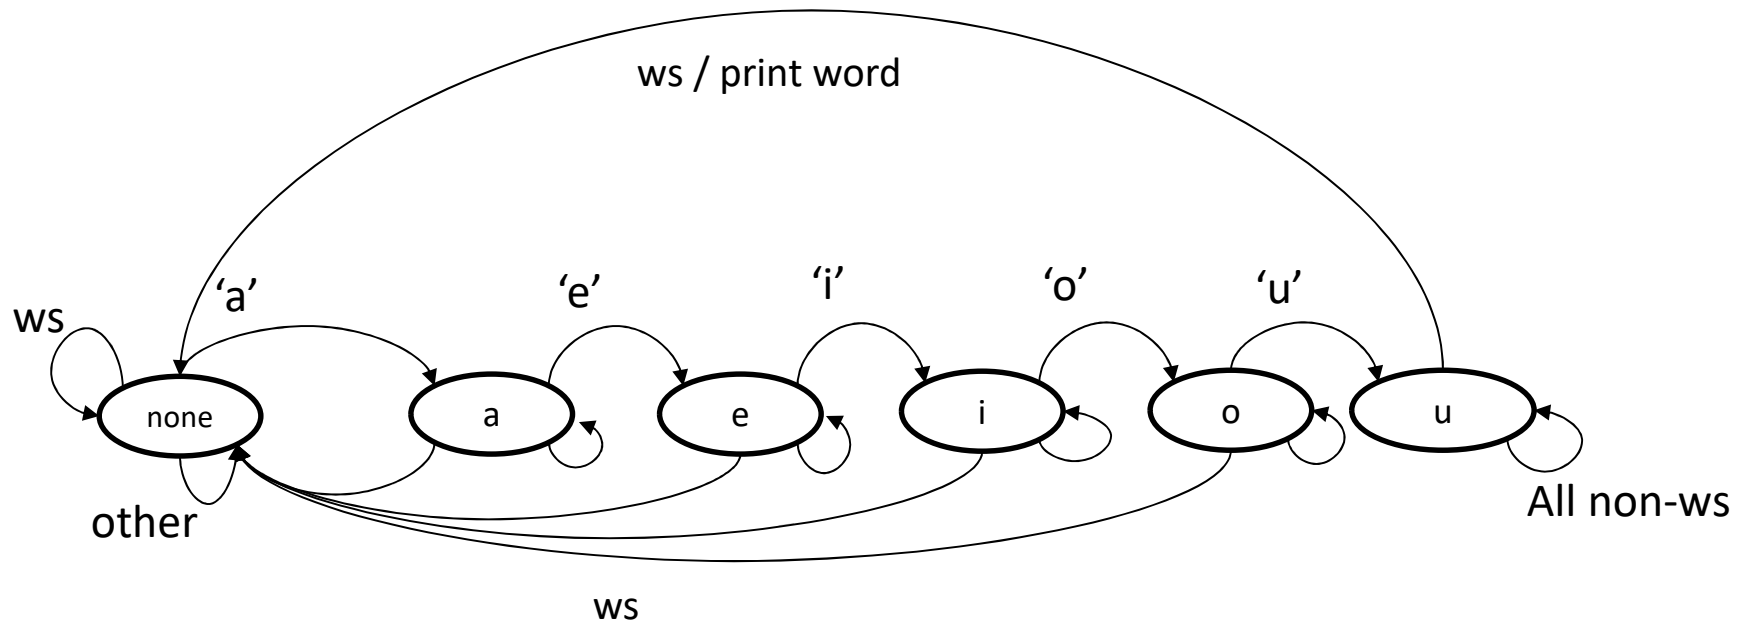 ws / print word
‘a’
‘e’
‘i’
‘o’
‘u’
ws
none
a
e
i
o
u
other
All non-ws
ws